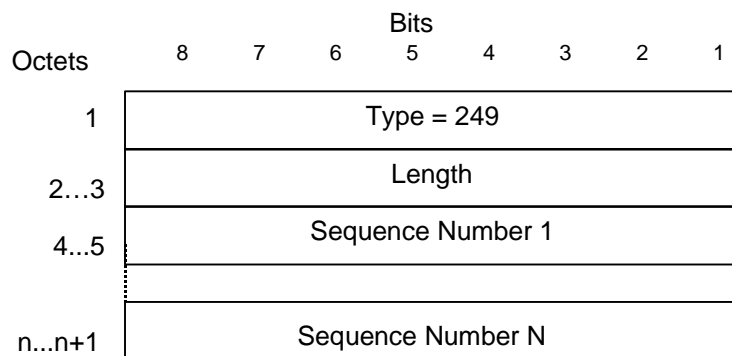 Bits
Octets 8 7 6 5 4 3 2 1
1 Type = 249
2…3 Length
4...5 Sequence Number 1
n...n+1 Sequence Number N